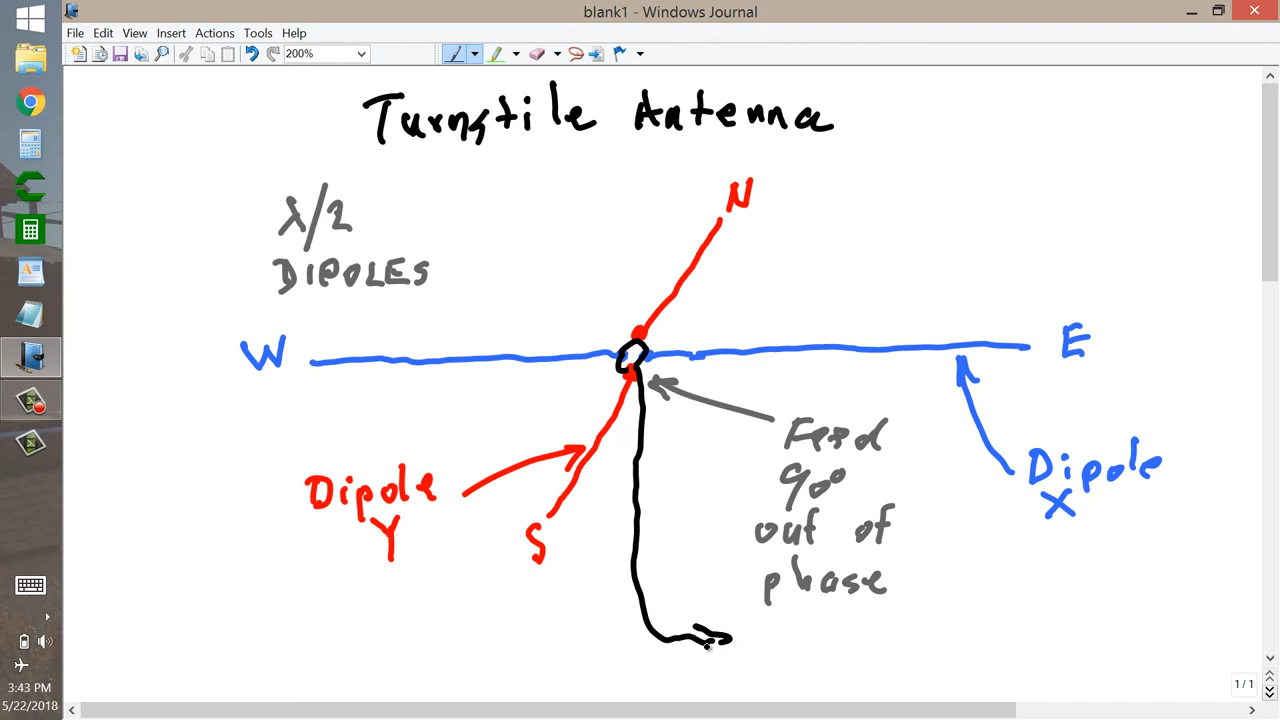 blank1 - Windows Journal
File Edit View Insert Actions Tools Help
200%
Turnstile Antenna
N
λ/2
DIPOLES
W
E
Feed
90°
out of
phase
Dipole
X
Dipole
Y
S
1/1
3:43 PM
5/22/2018